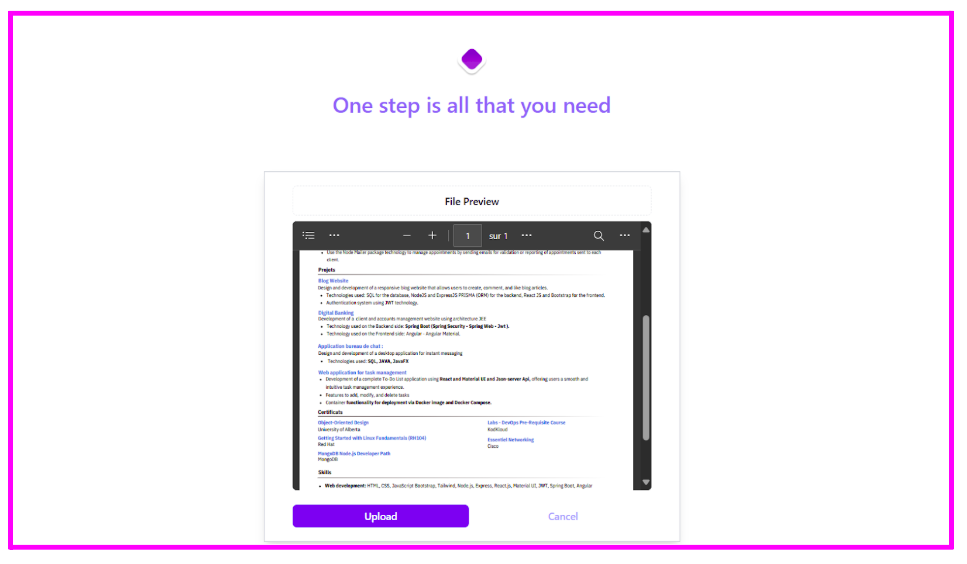 One step is all that you need
File Preview
1 sur 1
Use the Node Mailer package technology to manage appointments by sending emails for validation or reporting of appointments sent to each
client
Projets
Blog Website
Design and development of a responsive blog website that allows users to create, comment, and like blog articles.
Technologies used: SQL for the database, NodeJS and ExpressJS PRISMA (ORM) for the backend, React JS and Bootstrap for the frontend.
Authentication system using JWT technology.
Digital Banking
Development of a client and accounts management website using architecture JEE
Technology used on the Backend side: Spring Boot (Spring Security - Spring Web - Jwt ).
Technology used on the Frontend side: Angular - Angular Material.
Application bureau de chat :
Design and development of a desktop application for instant messaging
Technologies used: SQL, JAVA, JavaFX
Web application for task management
Development of a complete To-Do List application using React and Material UI and Json-server Api, offering users a smooth and
intuitive task management experience.
Features to add, modify, and delete tasks
Container functionality for deployment via Docker image and Docker Compose.
Certificats
Object-Oriented Design
University of Alberta
Labs - DevOps Pre-Requisite Course
KodKloud
Getting Started with Linux Fundamentals (RH104)
Red Hat
Essential Networking
Cisco
MongoDB Node.js Developer Path
MongoDB
Skills
Web development: HTML, CSS, JavaScript Bootstrap, Tailwind, Node.js, Express, React.js, Material UI, JWT, Spring Boot, Angular
Upload
Cancel